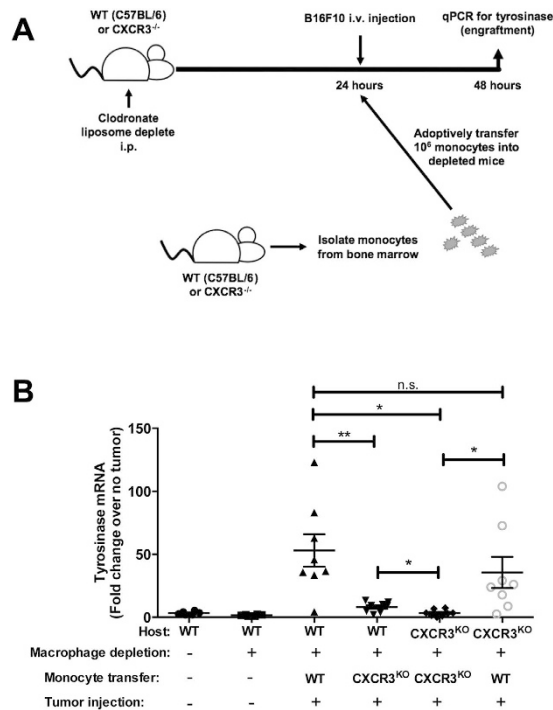 A
WT (C57BL/6)
or CXCR3-/-
B16F10 i.v. injection
qPCR for tyrosinase
(engraftment)
24 hours
48 hours
Clodronate
liposome deplete
i.p.
Adoptively transfer
10⁶ monocytes into
depleted mice
WT (C57BL/6)
or CXCR3-/-
Isolate monocytes
from bone marrow
B
n.s.
*
**
*
*
Tyrosinase mRNA
(Fold change over no tumor)
150
100
50
0
Host: WT WT WT WT CXCR3ᴷᴼ CXCR3ᴷᴼ
Macrophage depletion: - + + + + +
Monocyte transfer: - - WT CXCR3ᴷᴼ CXCR3ᴷᴼ WT
Tumor injection: - - + + + +